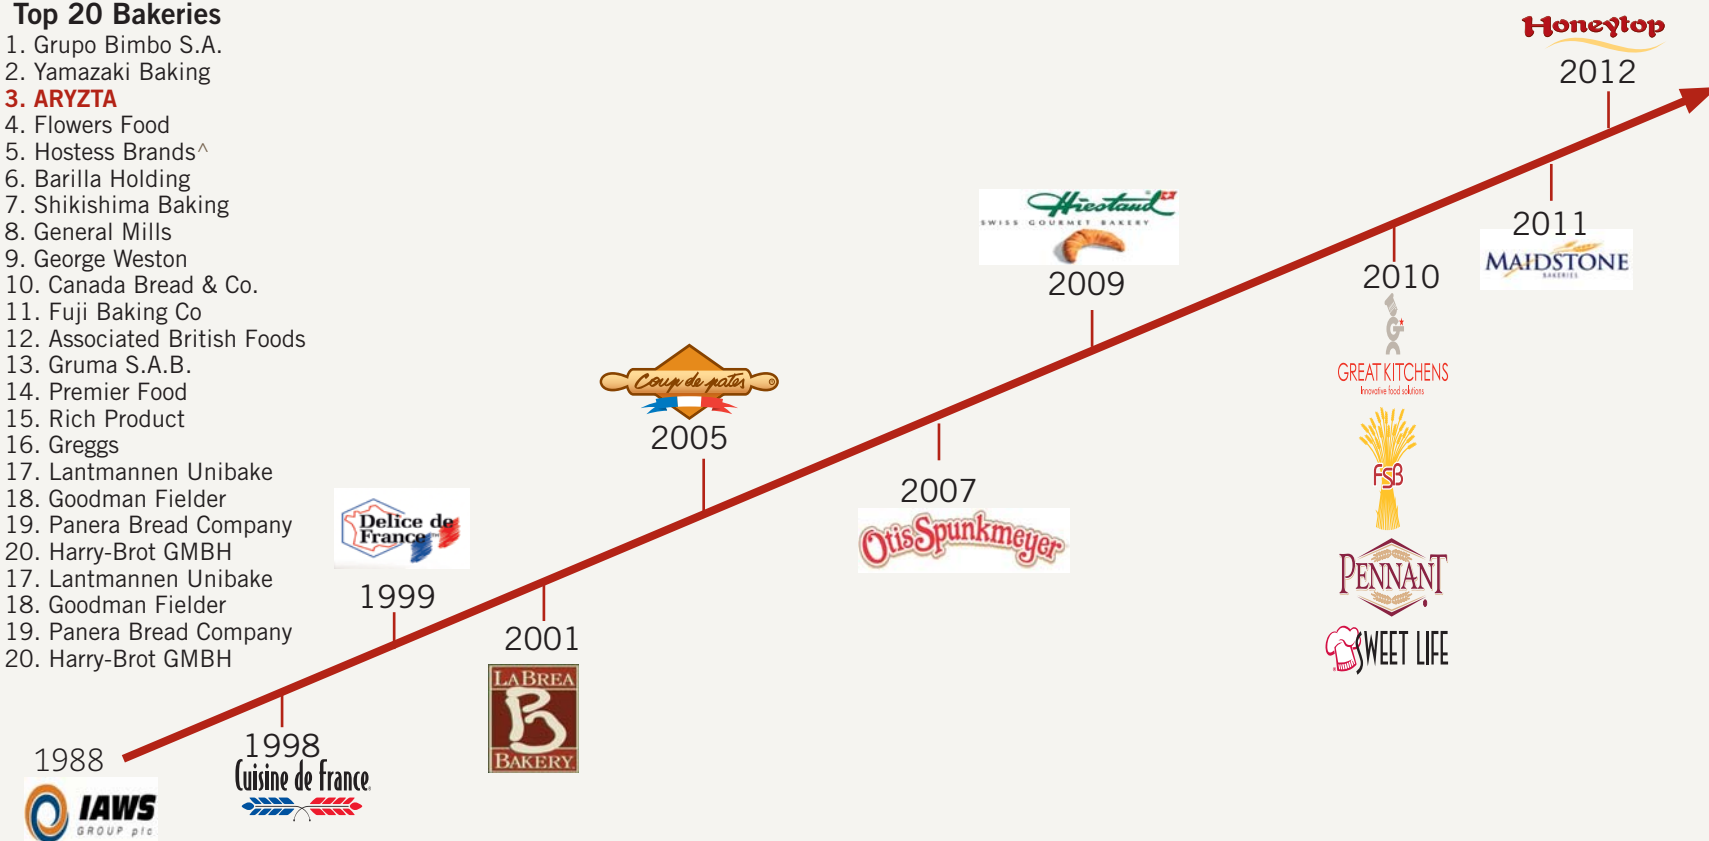 Top 20 Bakeries
1. Grupo Bimbo S.A.
2. Yamazaki Baking
3. ARYZTA
4. Flowers Food
5. Hostess Brands^
6. Barilla Holding
7. Shikishima Baking
8. General Mills
9. George Weston
10. Canada Bread & Co.
11. Fuji Baking Co
12. Associated British Foods
13. Gruma S.A.B.
14. Premier Food
15. Rich Product
16. Greggs
17. Lantmannen Unibake
18. Goodman Fielder
19. Panera Bread Company
20. Harry-Brot GMBH
17. Lantmannen Unibake
18. Goodman Fielder
19. Panera Bread Company
20. Harry-Brot GMBH
1988
IAWS
GROUP plc
1998
Cuisine de France
Delice de
France
1999
2001
LA BREA
B
BAKERY
Coup de pates
2005
2007
Otis Spunkmeyer
Hiestand
SWISS GOURMET BAKERY
2009
2010
G
GREAT KITCHENS
Innovative food solutions
FSB
PENNANT
SWEET LIFE
2011
MAIDSTONE
BAKERIES
Honeytop
2012